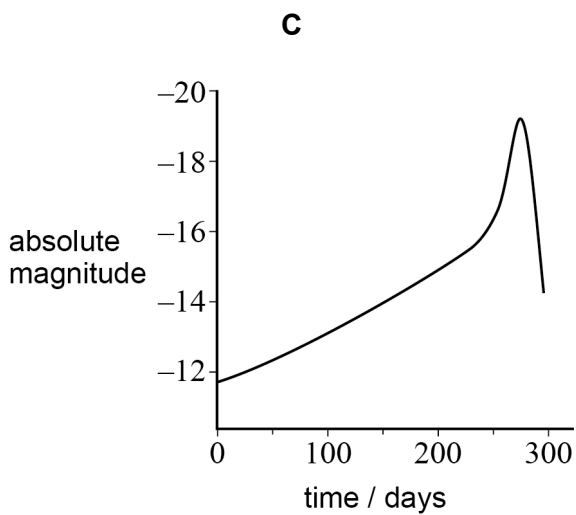 C
–20
–18
–16
absolute
magnitude
–14
–12
0 100 200 300
time / days